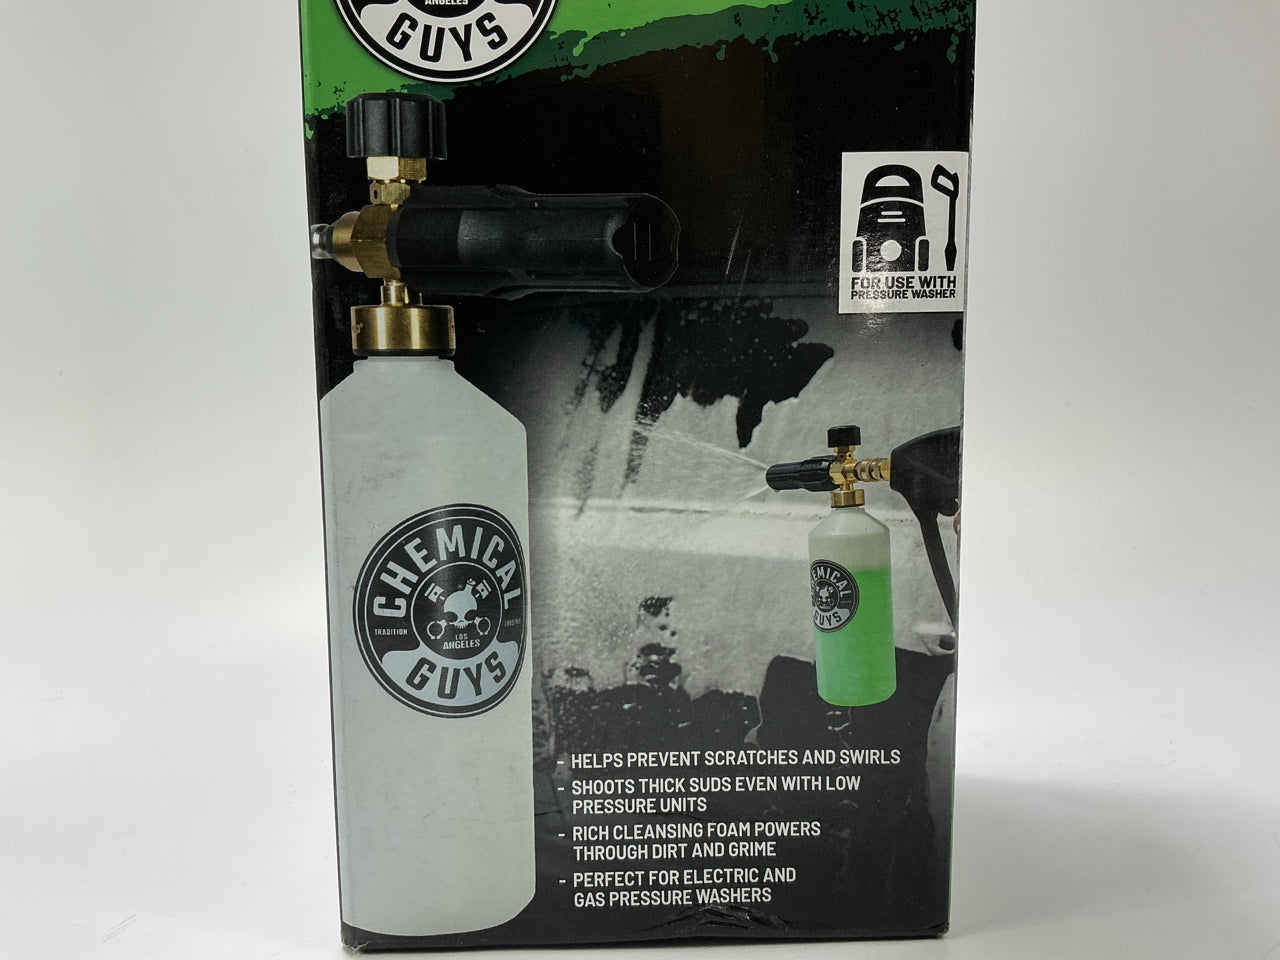 ANGELES
GUYS
FOR USE WITH
PRESSURE WASHER
CHEMICAL
TRADITION
LOS
ANGELES
GUYS
CHEMICAL
GUYS
- HELPS PREVENT SCRATCHES AND SWIRLS
- SHOOTS THICK SUDS EVEN WITH LOW
PRESSURE UNITS
- RICH CLEANSING FOAM POWERS
THROUGH DIRT AND GRIME
- PERFECT FOR ELECTRIC AND
GAS PRESSURE WASHERS